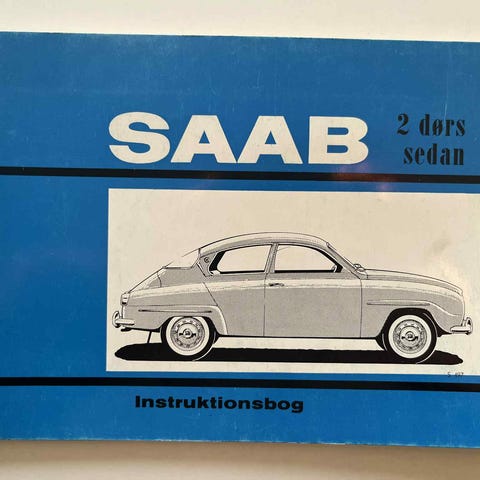 SAAB
2 dørs
sedan
Instruktionsbog